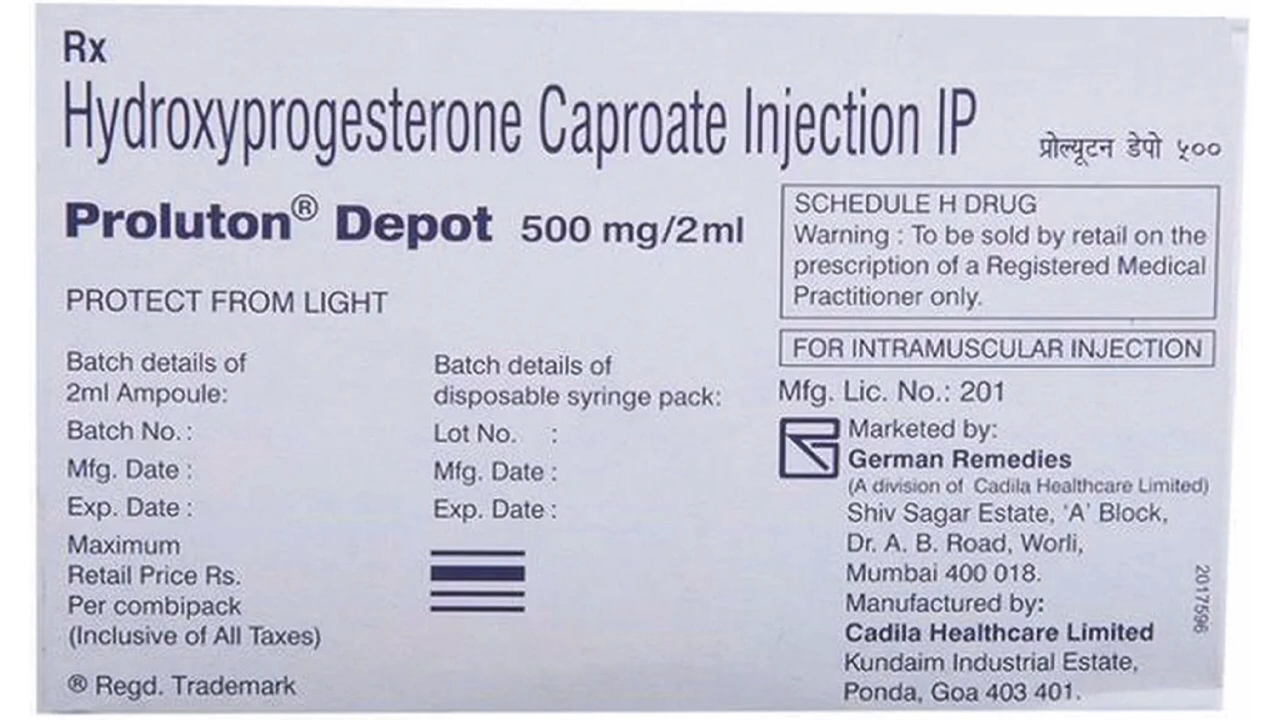 Rx
Hydroxyprogesterone Caproate Injection IP
प्रोल्यूटन डेपो ५००
Proluton® Depot 500 mg/2ml
PROTECT FROM LIGHT
Batch details of
2ml Ampoule:
Batch No. :
Mfg. Date :
Exp. Date :
Maximum
Retail Price Rs.
Per combipack
(Inclusive of All Taxes)
® Regd. Trademark
Batch details of
disposable syringe pack:
Lot No. :
Mfg. Date :
Exp. Date :
SCHEDULE H DRUG
Warning : To be sold by retail on the
prescription of a Registered Medical
Practitioner only.
FOR INTRAMUSCULAR INJECTION
Mfg. Lic. No.: 201
Marketed by:
German Remedies
(A division of Cadila Healthcare Limited)
Shiv Sagar Estate, 'A' Block,
Dr. A. B. Road, Worli,
Mumbai 400 018.
Manufactured by:
Cadila Healthcare Limited
Kundaim Industrial Estate,
Ponda, Goa 403 401.
2017596